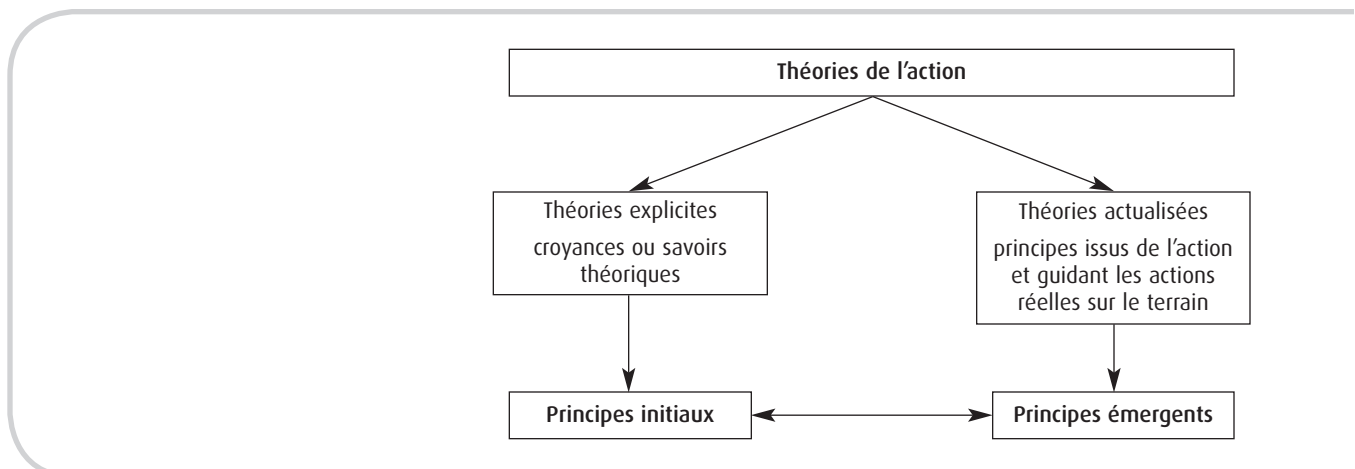 Théories de l'action
Théories explicites
croyances ou savoirs
théoriques
Théories actualisées
principes issus de l'action
et guidant les actions
réelles sur le terrain
Principes initiaux
Principes émergents